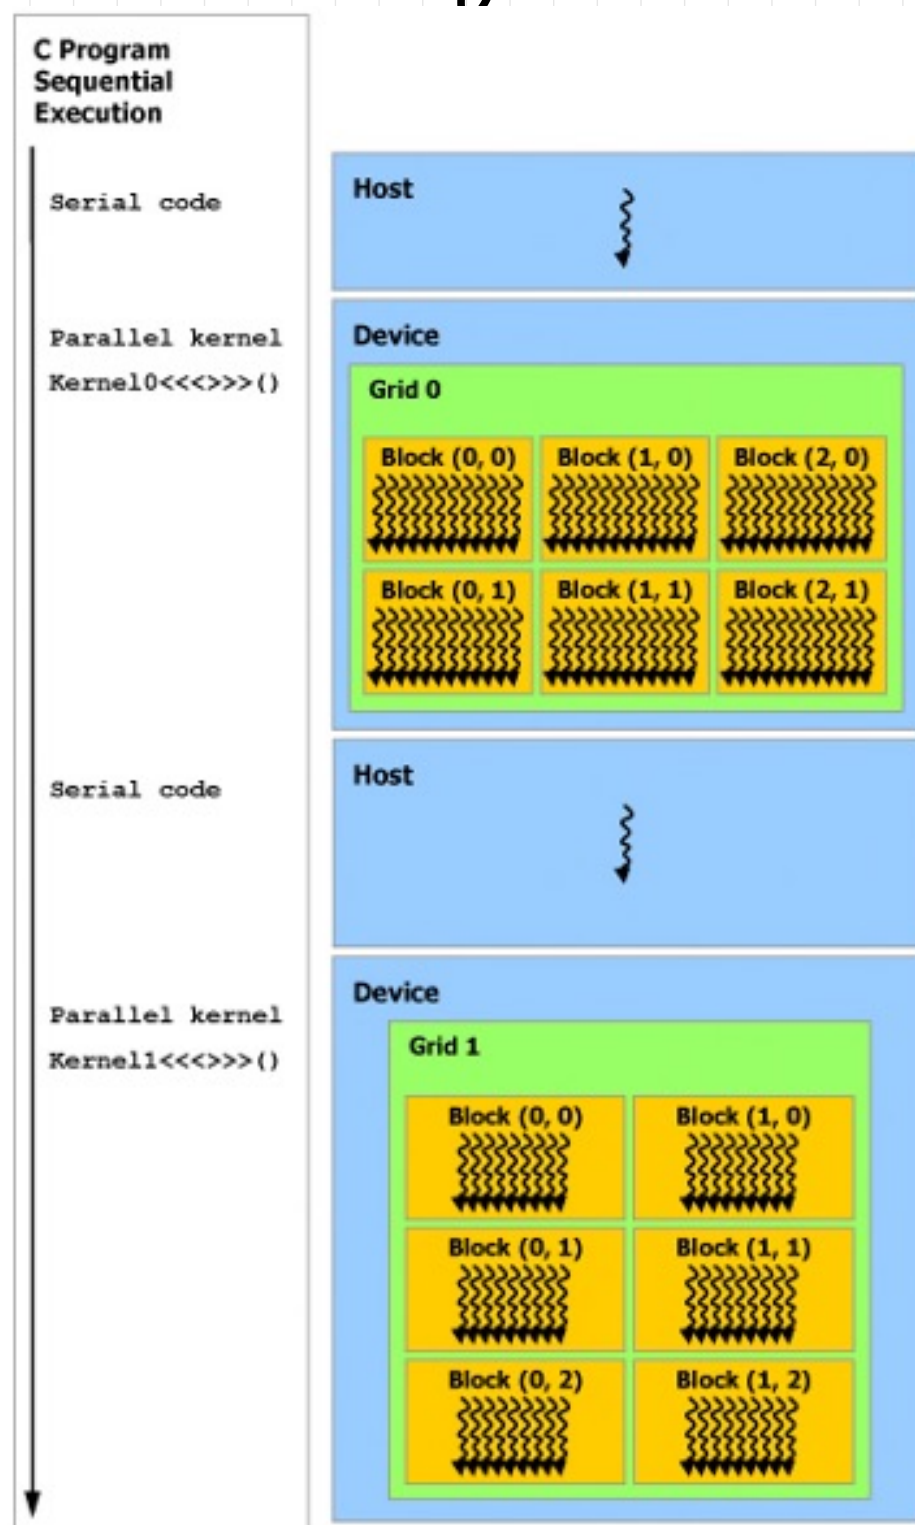 C Program
Sequential
Execution
Serial code
Host
Parallel kernel
Kernel0<<<>>>()
Device
Grid 0
Block (0, 0) Block (1, 0) Block (2, 0)
Block (0, 1) Block (1, 1) Block (2, 1)
Serial code
Host
Parallel kernel
Kernel1<<<>>>()
Device
Grid 1
Block (0, 0) Block (1, 0)
Block (0, 1) Block (1, 1)
Block (0, 2) Block (1, 2)